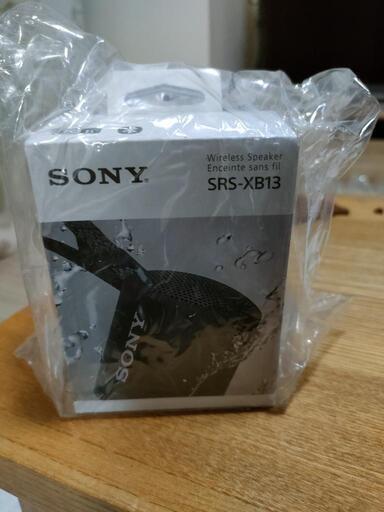 SONY
Wireless Speaker
Enceinte sans fil
SRS-XB13
SONY